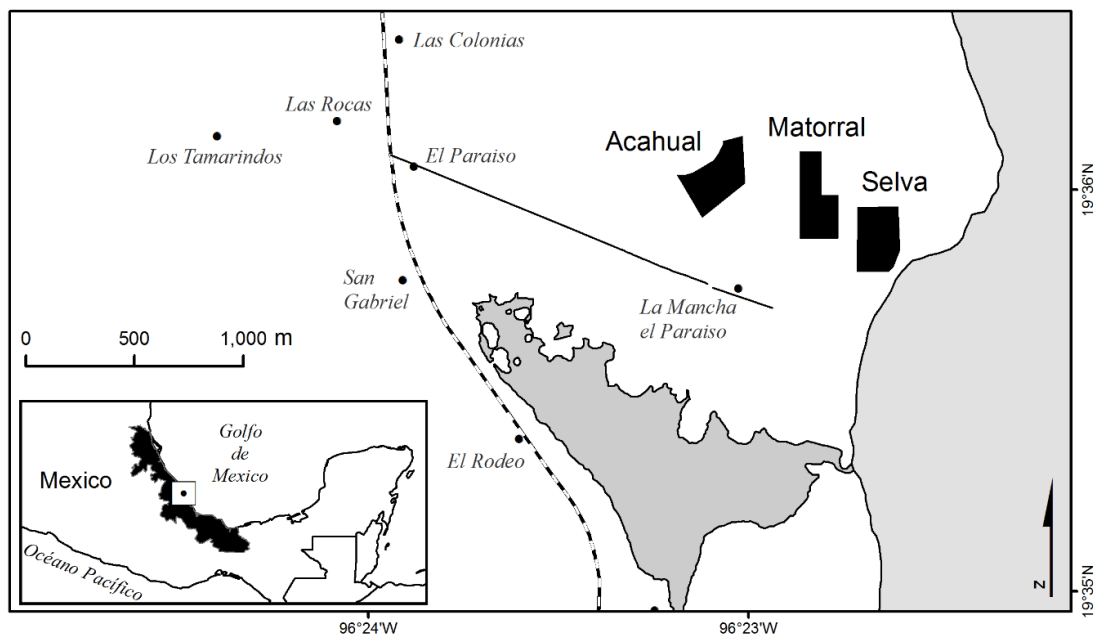 Las Colonias
Las Rocas
Los Tamarindos
El Paraiso
Acahual
Matorral
Selva
19°36'N
San
Gabriel
La Mancha
el Paraiso
0 500 1,000 m
El Rodeo
Golfo
de
Mexico
Mexico
Océano Pacífico
N
19°35'N
96°24'W
96°23'W